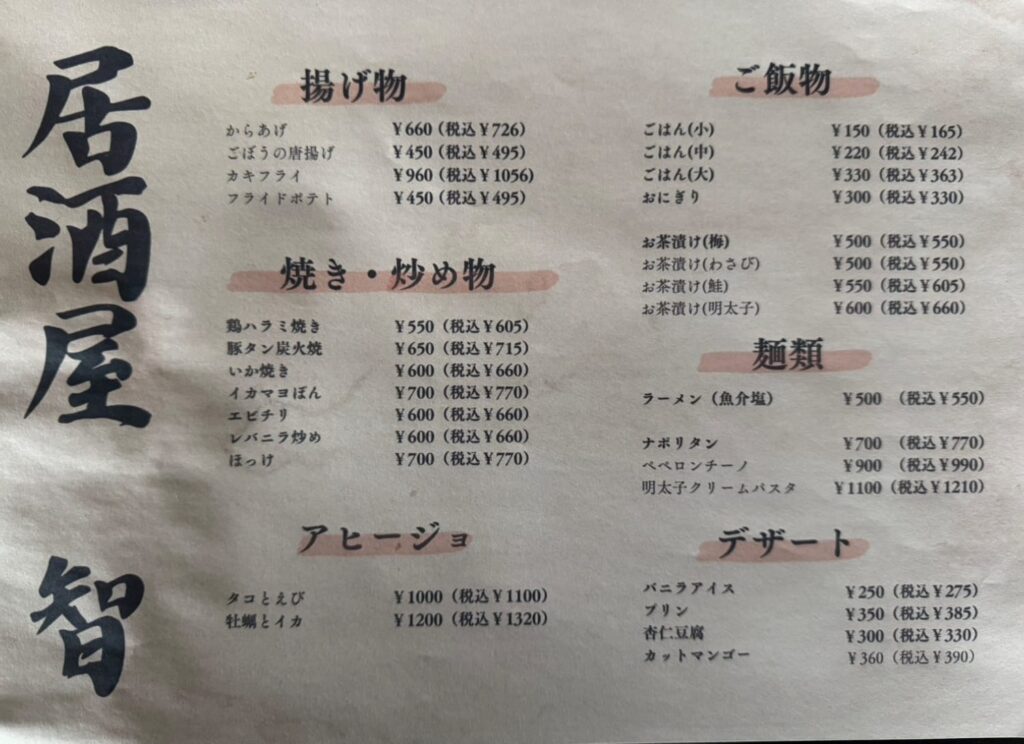 居酒屋 智
揚げ物
からあげ ¥660(税込¥726)
ごぼうの唐揚げ ¥450(税込¥495)
カキフライ ¥960(税込¥1056)
フライドポテト ¥450(税込¥495)
焼き・炒め物
鶏ハラミ焼き ¥550(税込¥605)
豚タン炭火焼 ¥650(税込¥715)
いか焼き ¥600(税込¥660)
イカマヨぽん ¥700(税込¥770)
エビチリ ¥600(税込¥660)
レバニラ炒め ¥600(税込¥660)
ほっけ ¥700(税込¥770)
アヒージョ
タコとえび ¥1000(税込¥1100)
牡蠣とイカ ¥1200(税込¥1320)
ご飯物
ごはん(小) ¥150(税込¥165)
ごはん(中) ¥220(税込¥242)
ごはん(大) ¥330(税込¥363)
おにぎり ¥300(税込¥330)
お茶漬け(梅) ¥500(税込¥550)
お茶漬け(わさび) ¥500(税込¥550)
お茶漬け(鮭) ¥550(税込¥605)
お茶漬け(明太子) ¥600(税込¥660)
麺類
ラーメン(魚介塩) ¥500 (税込¥550)
ナポリタン ¥700 (税込¥770)
ペペロンチーノ ¥900 (税込¥990)
明太子クリームパスタ ¥1100(税込¥1210)
デザート
バニラアイス ¥250(税込¥275)
プリン ¥350(税込¥385)
杏仁豆腐 ¥300(税込¥330)
カットマンゴー ¥360(税込¥390)